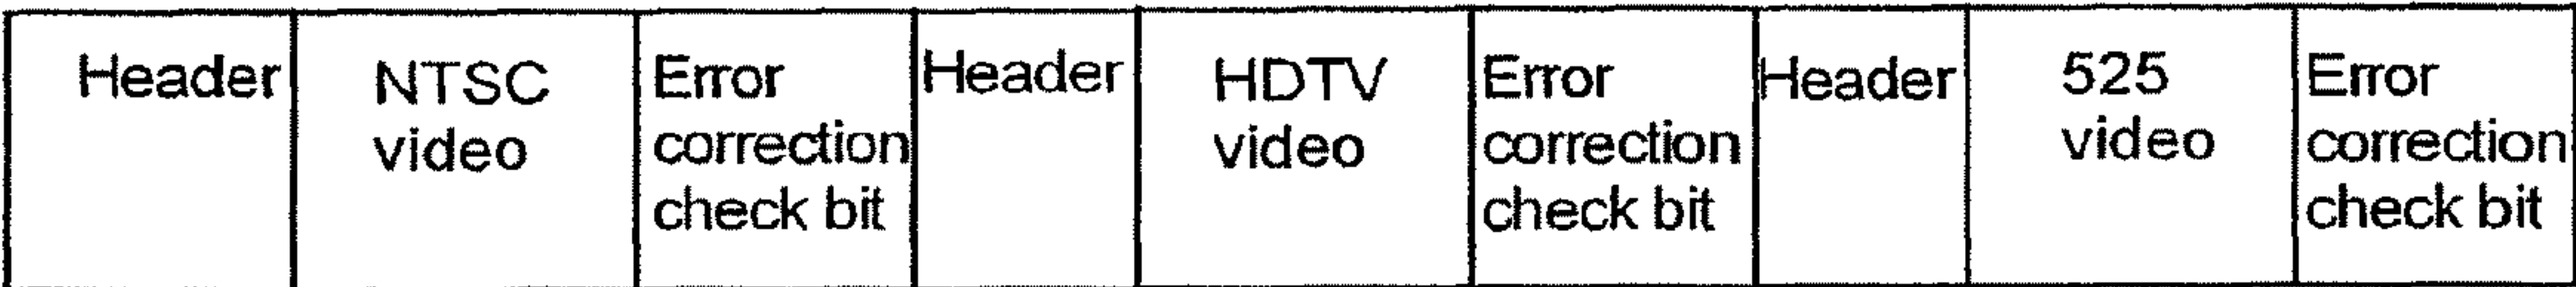 Header
NTSC
video
Error
correction
check bit
Header
HDTV
video
Error
correction
check bit
Header
525
video
Error
correction
check bit